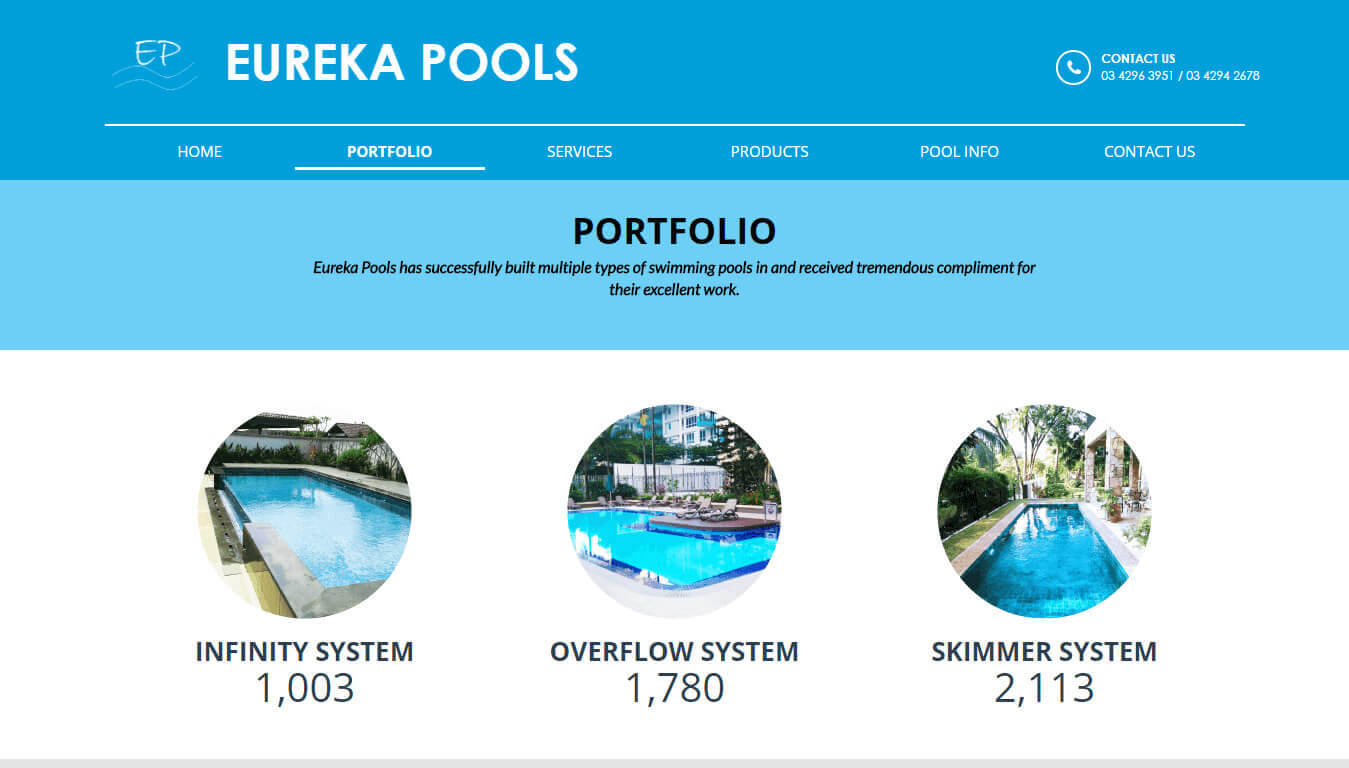 EP
EUREKA POOLS
CONTACT US
03 4296 3951 / 03 4294 2678
HOME
PORTFOLIO
SERVICES
PRODUCTS
POOL INFO
CONTACT US
PORTFOLIO
Eureka Pools has successfully built multiple types of swimming pools in and received tremendous compliment for
their excellent work.
INFINITY SYSTEM
1,003
OVERFLOW SYSTEM
1,780
SKIMMER SYSTEM
2,113